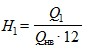 H₁ = Q₁ / (Qнв · 12)